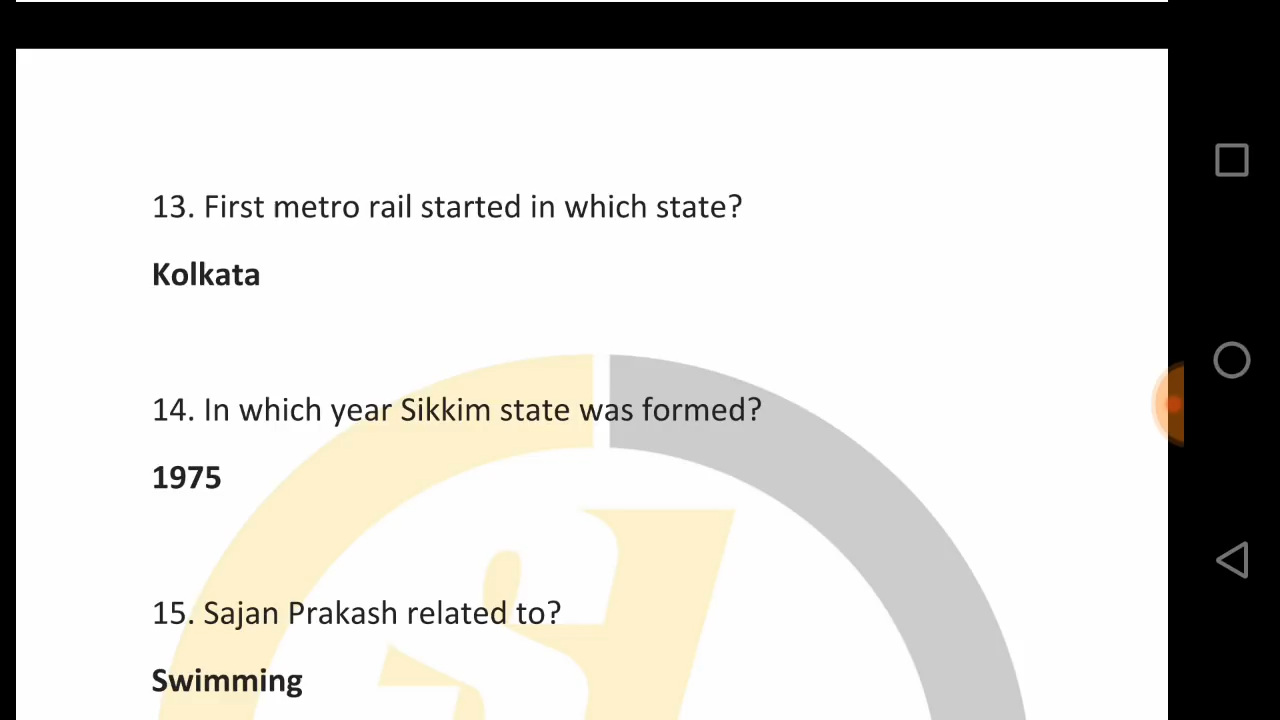 13. First metro rail started in which state?
Kolkata
14. In which year Sikkim state was formed?
1975
15. Sajan Prakash related to?
Swimming